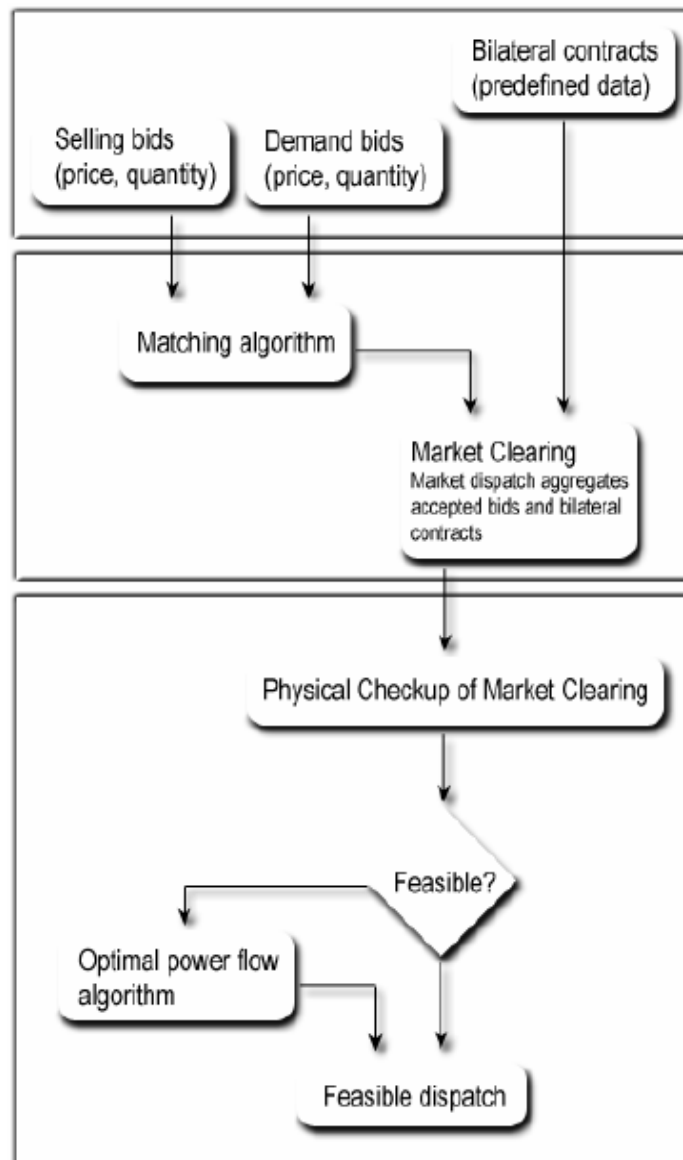 Bilateral contracts
(predefined data)
Selling bids
(price, quantity)
Demand bids
(price, quantity)
Matching algorithm
Market Clearing
Market dispatch aggregates
accepted bids and bilateral
contracts
Physical Checkup of Market Clearing
Feasible?
Optimal power flow
algorithm
Feasible dispatch